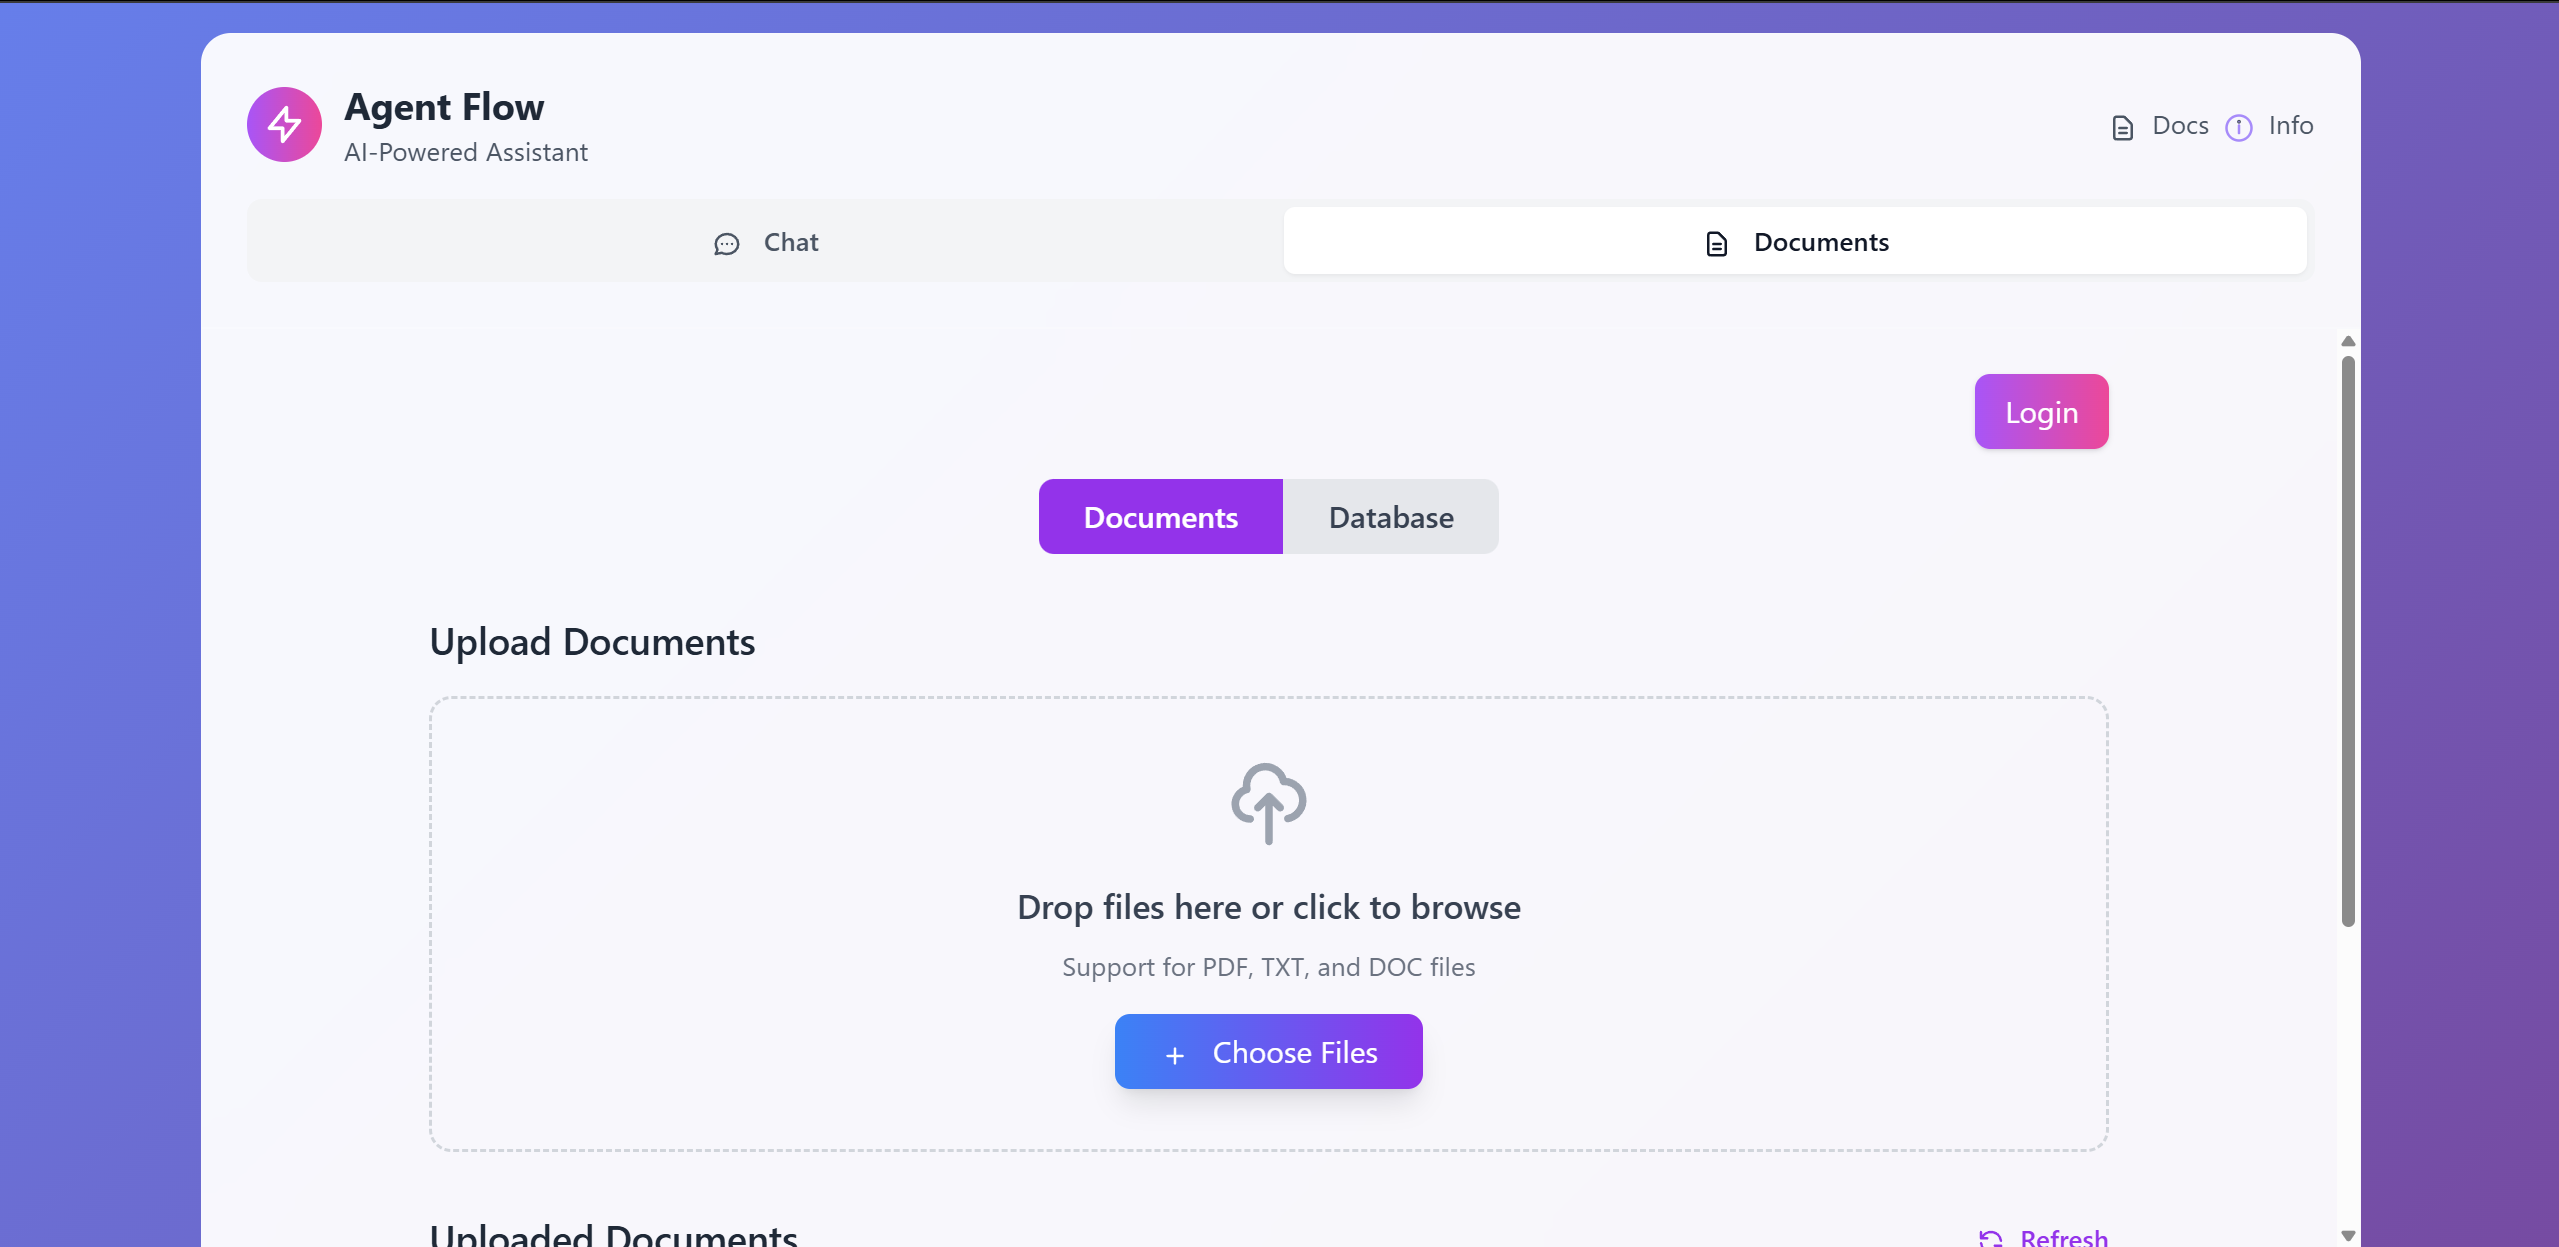 Agent Flow
AI-Powered Assistant
Docs
Info
Chat
Documents
Login
Documents
Database
Upload Documents
Drop files here or click to browse
Support for PDF, TXT, and DOC files
+ Choose Files
Uploaded Documents
Refresh